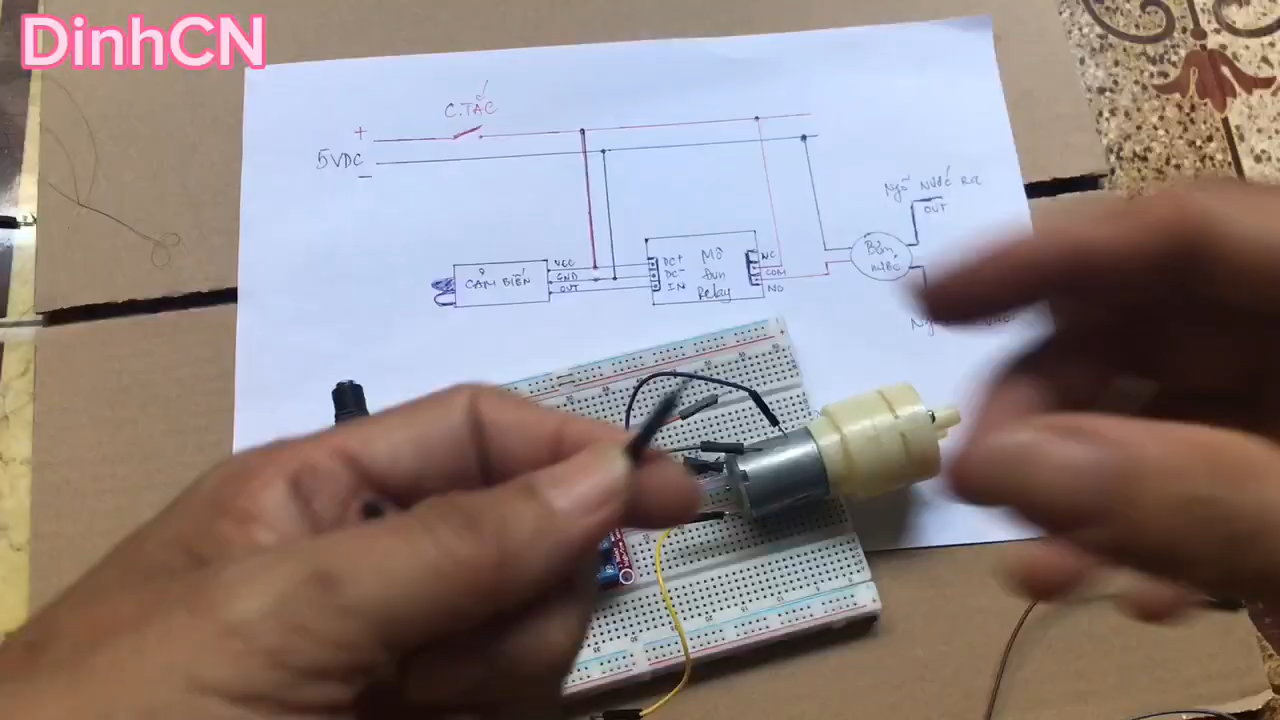 DinhCN
C.TẮC
+
5VDC
−
Ngõ nước ra
OUT
VCC
GND
OUT
CẢM BIẾN
DC+
DC-
IN
Mô
Đun
Relay
NC
COM
NO
Bơm
nước